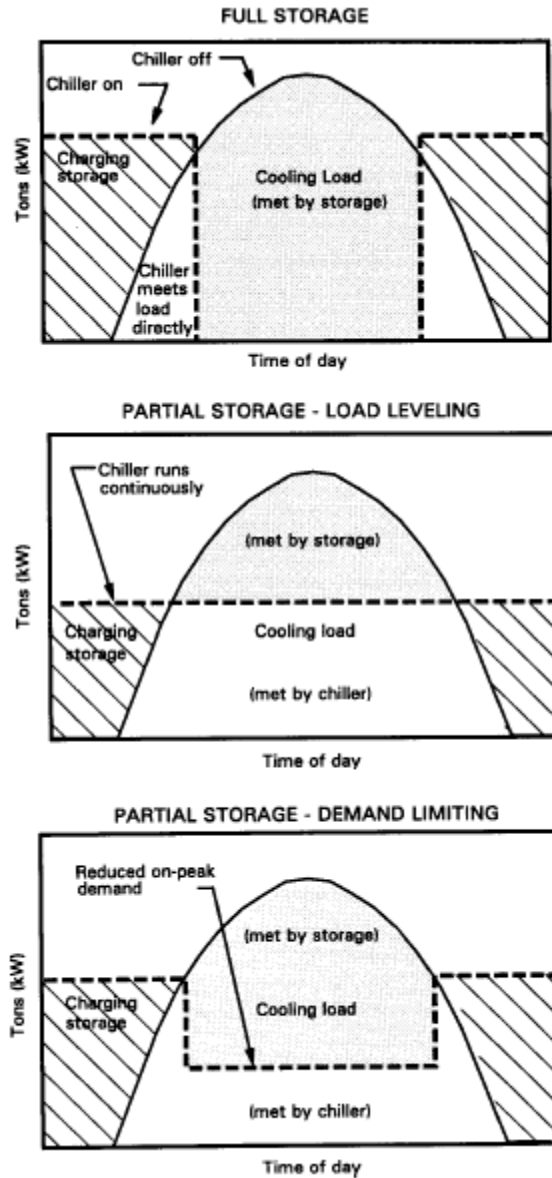 FULL STORAGE
Chiller off
Chiller on
Charging
storage
Cooling Load
(met by storage)
Chiller
meets
load
directly
Tons (kW)
Time of day
PARTIAL STORAGE - LOAD LEVELING
Chiller runs
continuously
(met by storage)
Charging
storage
Cooling load
(met by chiller)
Tons (kW)
Time of day
PARTIAL STORAGE - DEMAND LIMITING
Reduced on-peak
demand
(met by storage)
Charging
storage
Cooling load
(met by chiller)
Tons (kW)
Time of day